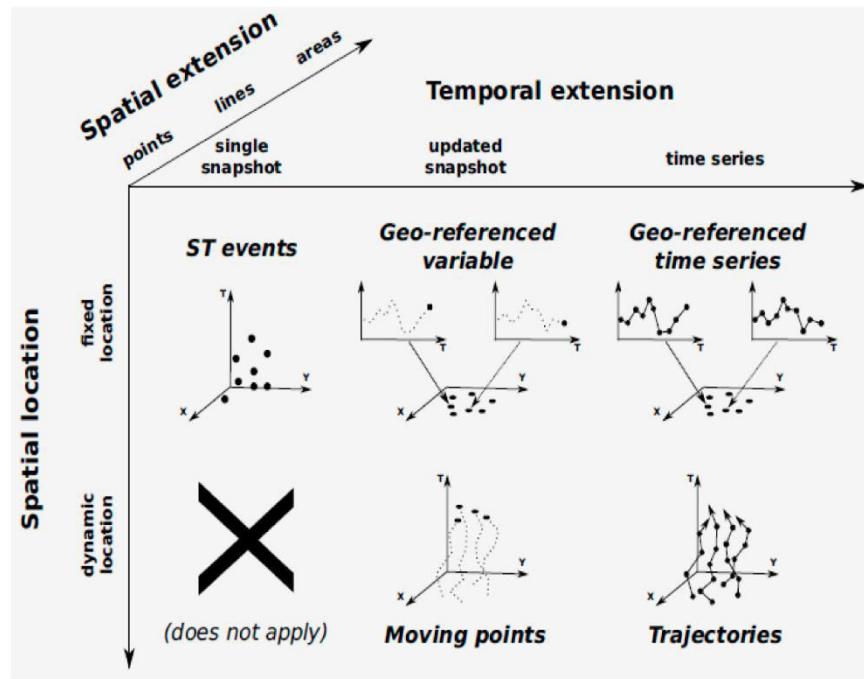 Spatial extension
points
lines
areas
Temporal extension
single
snapshot
updated
snapshot
time series
Spatial location
fixed
location
ST events
T
Y
X
Geo-referenced
variable
T
T
Y
X
Geo-referenced
time series
T
T
Y
X
dynamic
location
(does not apply)
T
Y
X
Moving points
T
Y
X
Trajectories